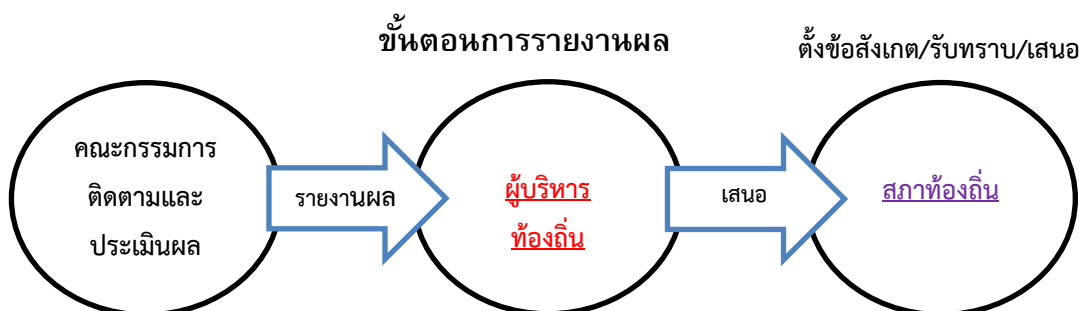 ขั้นตอนการรายงานผล
ตั้งข้อสังเกต/รับทราบ/เสนอ
คณะกรรมการ
ติดตามและ
ประเมินผล
รายงานผล
ผู้บริหาร
ท้องถิ่น
เสนอ
สภาท้องถิ่น